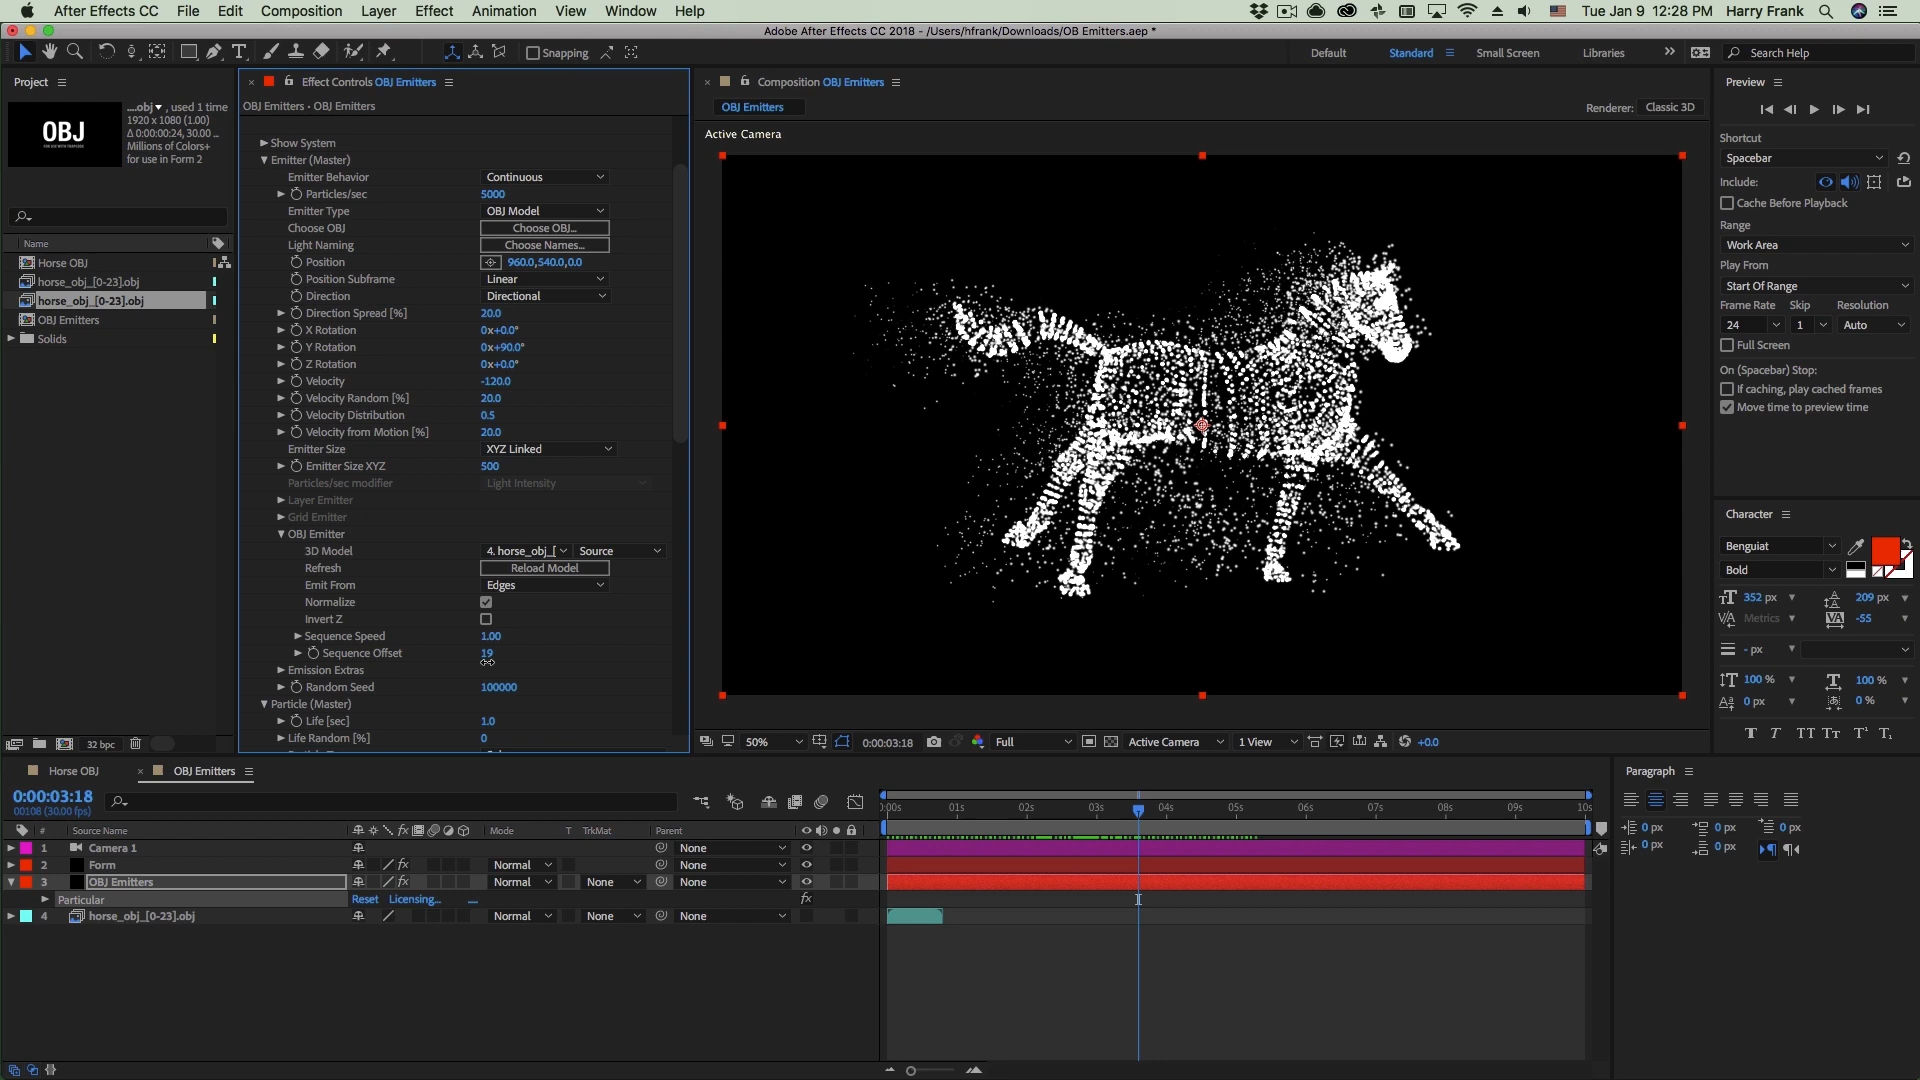 After Effects CC File Edit Composition Layer Effect Animation View Window Help Tue Jan 9 12:28 PM Harry Frank
Adobe After Effects CC 2018 - /Users/hfrank/Downloads/OB Emitters.aep *
Snapping Default Standard Small Screen Libraries Search Help
Project
....obj , used 1 time
1920 x 1080 (1.00)
Δ 0:00:00:24, 30.00 ...
Millions of Colors+
for use in Form 2
OBJ
Name
Horse OBJ
horse_obj_[0-23].obj
horse_obj_[0-23].obj
OBJ Emitters
Solids
32 bpc
Effect Controls OBJ Emitters
OBJ Emitters • OBJ Emitters
Show System
Emitter (Master)
Emitter Behavior Continuous
Particles/sec 5000
Emitter Type OBJ Model
Choose OBJ Choose OBJ...
Light Naming Choose Names...
Position 960.0,540.0,0.0
Position Subframe Linear
Direction Directional
Direction Spread [%] 20.0
X Rotation 0x+0.0°
Y Rotation 0x+90.0°
Z Rotation 0x+0.0°
Velocity -120.0
Velocity Random [%] 20.0
Velocity Distribution 0.5
Velocity from Motion [%] 20.0
Emitter Size XYZ Linked
Emitter Size XYZ 500
Particles/sec modifier Light Intensity
Layer Emitter
Grid Emitter
OBJ Emitter
3D Model 4. horse_obj_[ Source
Refresh Reload Model
Emit From Edges
Normalize
Invert Z
Sequence Speed 1.00
Sequence Offset 19
Emission Extras
Random Seed 100000
Particle (Master)
Life [sec] 1.0
Life Random [%] 0
Composition OBJ Emitters
OBJ Emitters Renderer: Classic 3D
Active Camera
50% 0:00:03:18 Full Active Camera 1 View +0.0
Preview
Shortcut
Spacebar
Include:
Cache Before Playback
Range
Work Area
Play From
Start Of Range
Frame Rate Skip Resolution
24 1 Auto
Full Screen
On (Spacebar) Stop:
If caching, play cached frames
Move time to preview time
Character
Benguiat
Bold
352 px 209 px
Metrics -55
- px
100 % 100 %
0 px 0 %
Horse OBJ OBJ Emitters
0:00:03:18
00108 (30.00 fps)
:00s 01s 02s 03s 04s 05s 06s 07s 08s 09s 10s
# Source Name Mode T TrkMat Parent
1 Camera 1 None
2 Form Normal None
3 OBJ Emitters Normal None None
Particular Reset Licensing... ....
4 horse_obj_[0-23].obj Normal None None
Paragraph
0 px 0 px 0 px
0 px 0 px